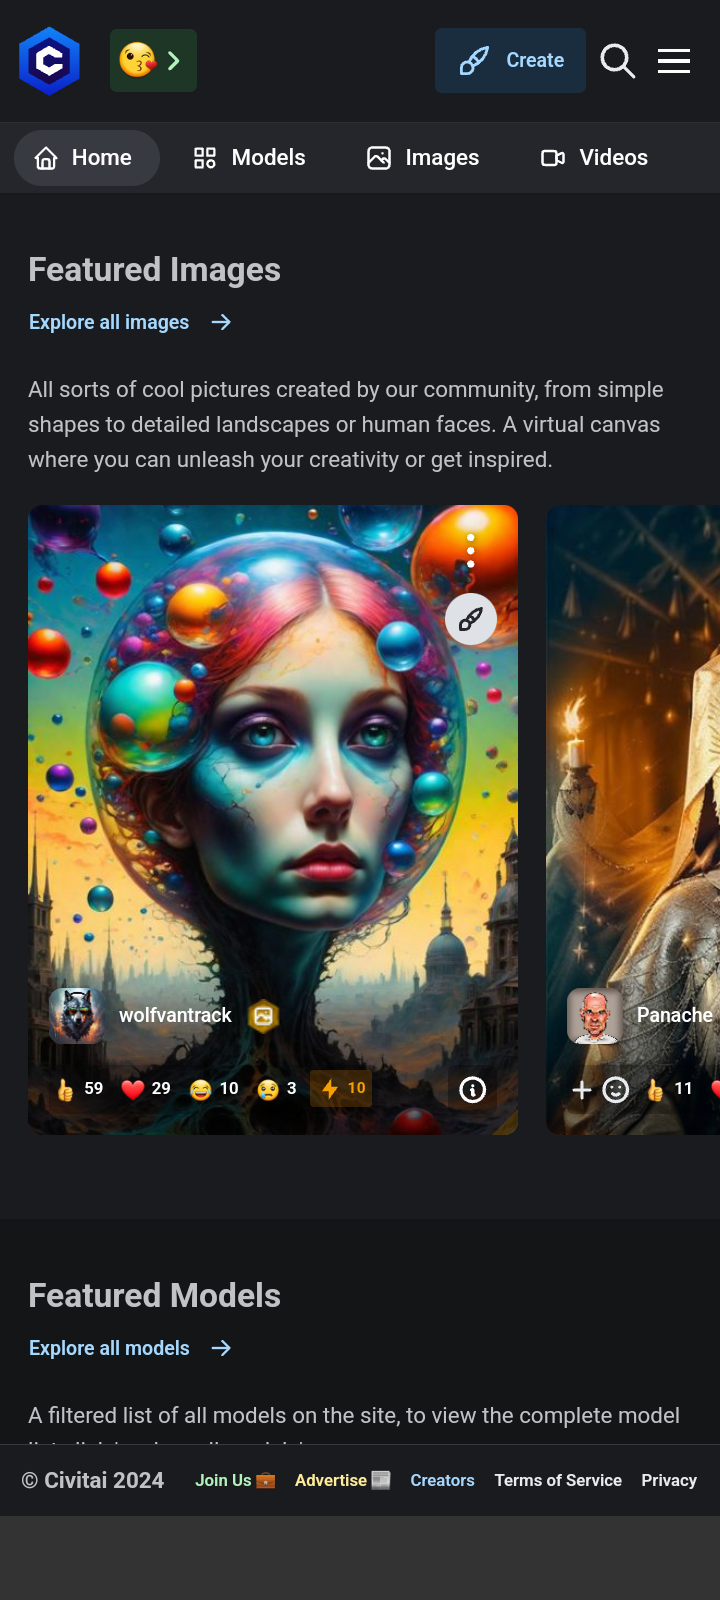 Create
Home
Models
Images
Videos
Featured Images
Explore all images
All sorts of cool pictures created by our community, from simple
shapes to detailed landscapes or human faces. A virtual canvas
where you can unleash your creativity or get inspired.
wolfvantrack
59 29 10 3 10
Panache
11
Featured Models
Explore all models
A filtered list of all models on the site, to view the complete model
© Civitai 2024
Join Us
Advertise
Creators
Terms of Service
Privacy